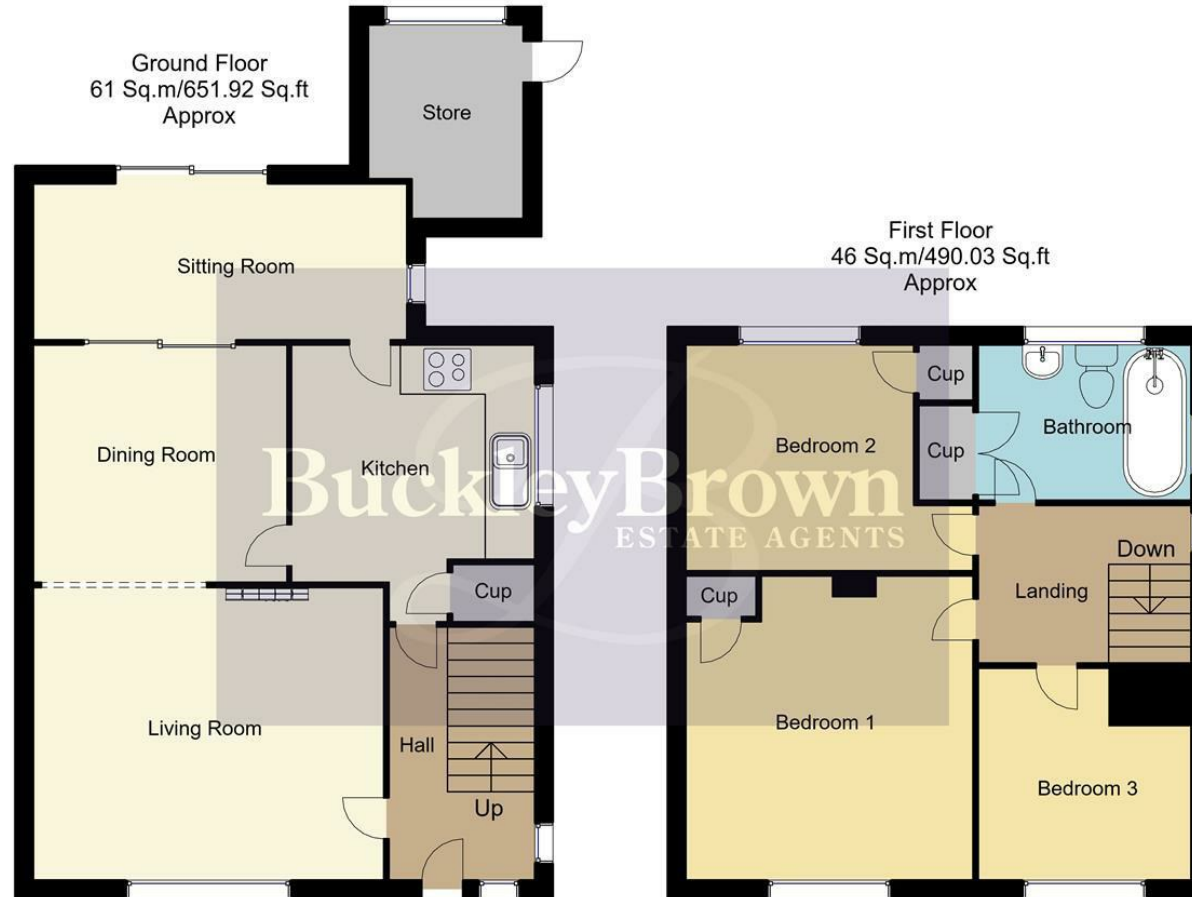 Ground Floor
61 Sq.m/651.92 Sq.ft
Approx
Store
Sitting Room
Dining Room
Kitchen
Cup
Living Room
Hall
Up
First Floor
46 Sq.m/490.03 Sq.ft
Approx
Cup
Bedroom 2
Cup
Bathroom
Down
Landing
Cup
Bedroom 1
Bedroom 3
BuckleyBrown
ESTATE AGENTS